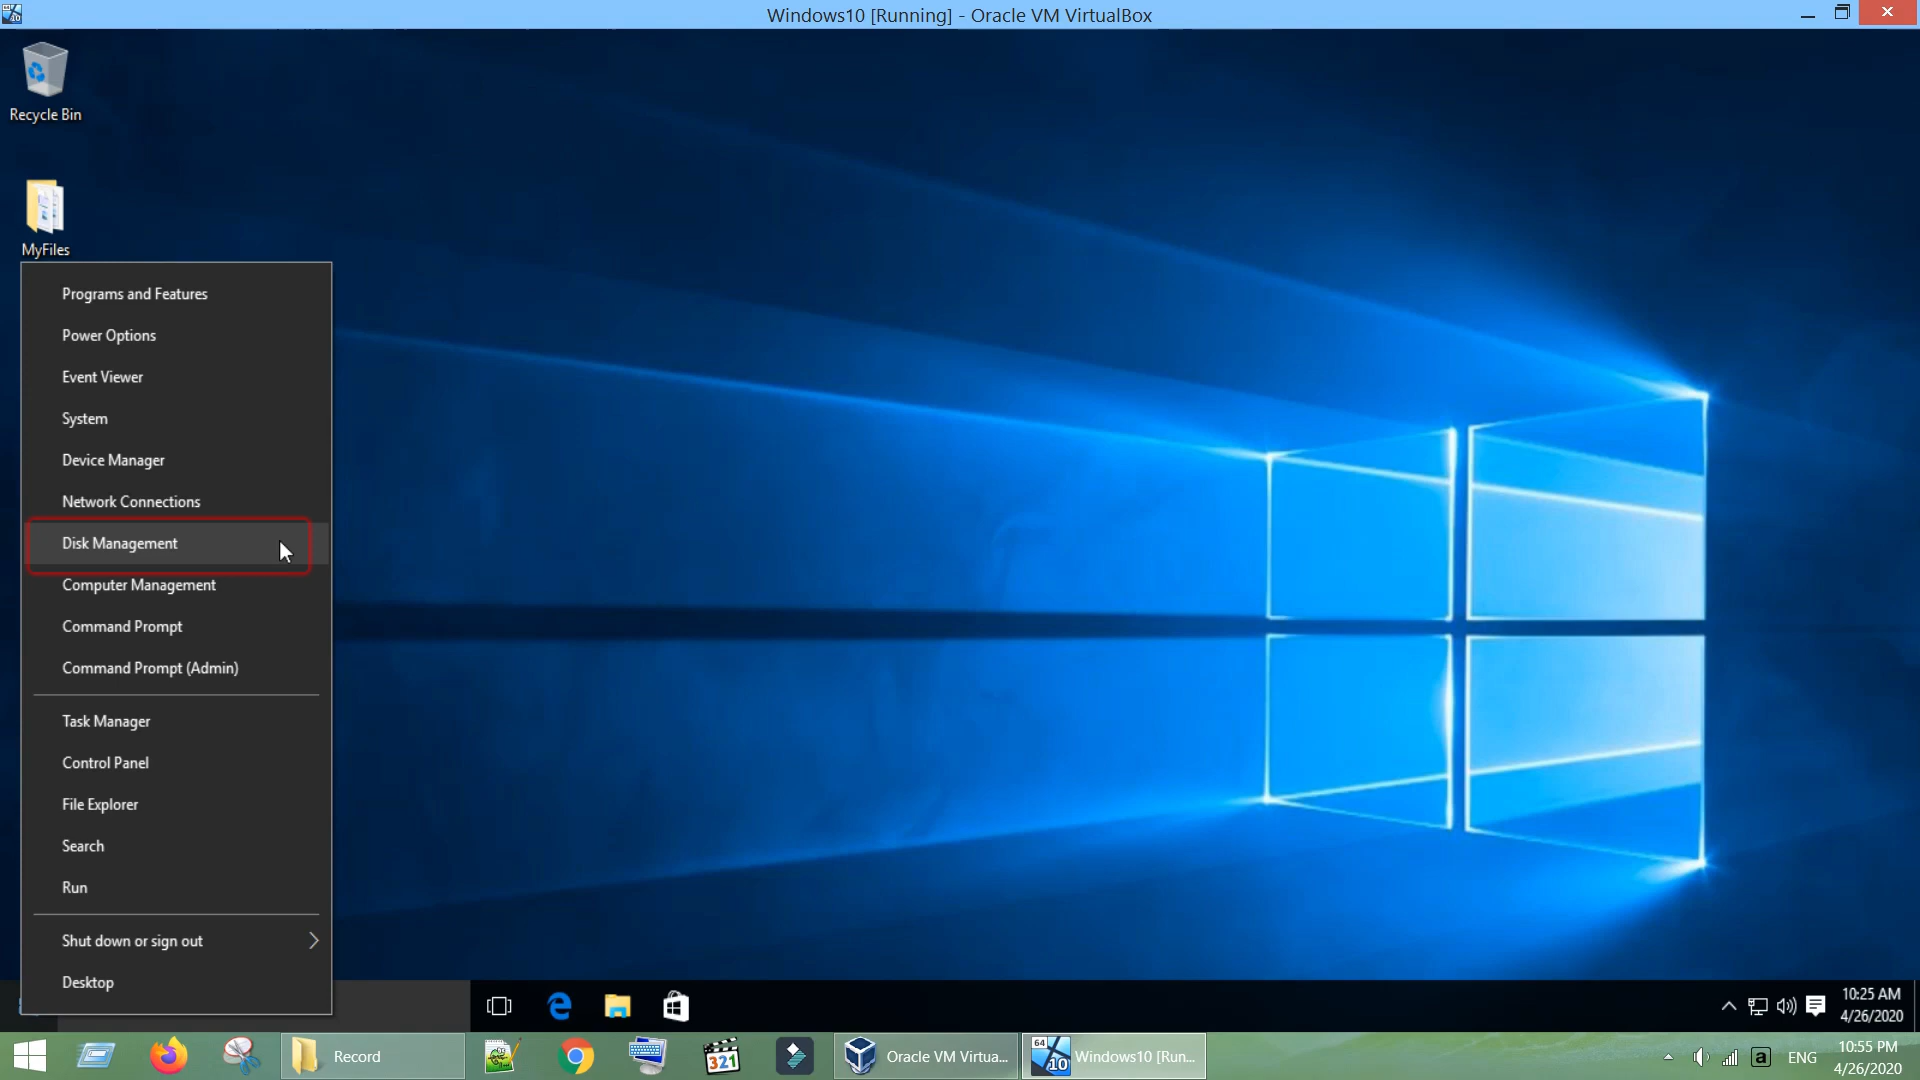 Windows10 [Running] - Oracle VM VirtualBox
Recycle Bin
MyFiles
Programs and Features
Power Options
Event Viewer
System
Device Manager
Network Connections
Disk Management
Computer Management
Command Prompt
Command Prompt (Admin)
Task Manager
Control Panel
File Explorer
Search
Run
Shut down or sign out
Desktop
10:25 AM
4/26/2020
Record
321
Oracle VM Virtua...
64
10
Windows10 [Run...
a
ENG
10:55 PM
4/26/2020